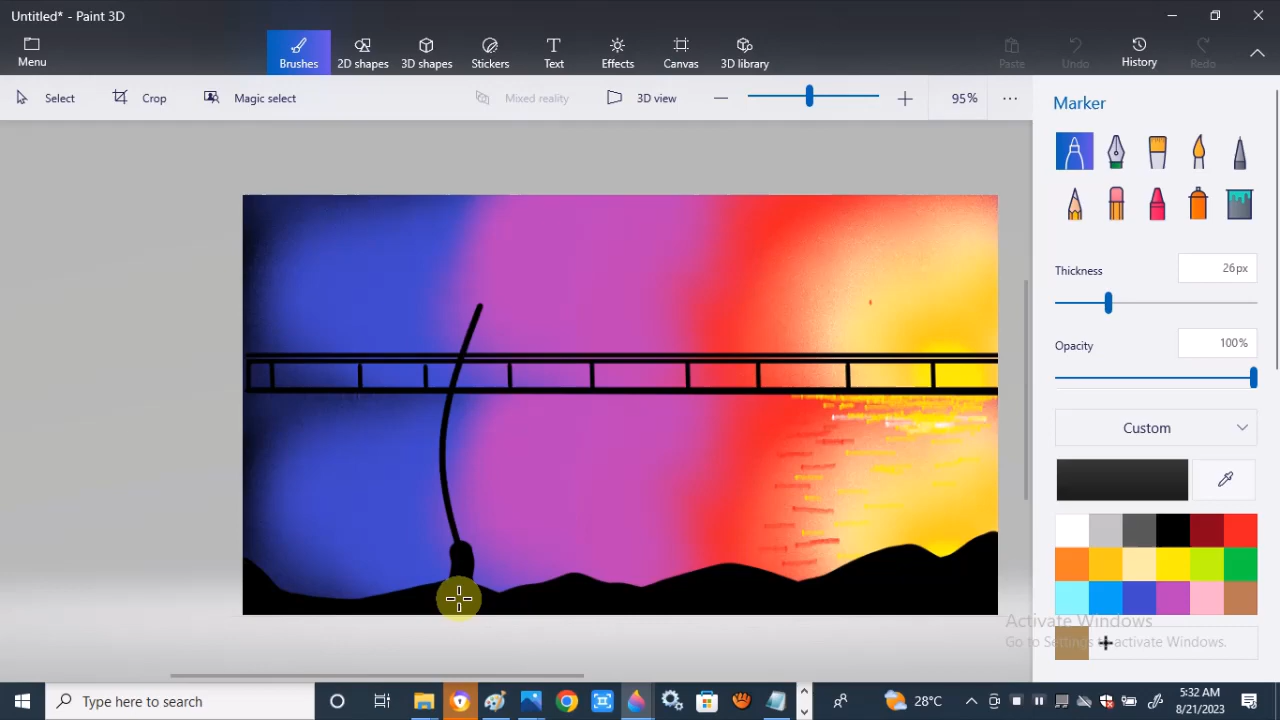 Untitled* - Paint 3D
Menu
Brushes
2D shapes
3D shapes
Stickers
Text
Effects
Canvas
3D library
Paste
Undo
History
Redo
Select
Crop
Magic select
Mixed reality
3D view
95%
Marker
Thickness
26px
Opacity
100%
Custom
Activate Windows
Go to Settings to activate Windows.
Type here to search
28°C
5:32 AM
8/21/2023